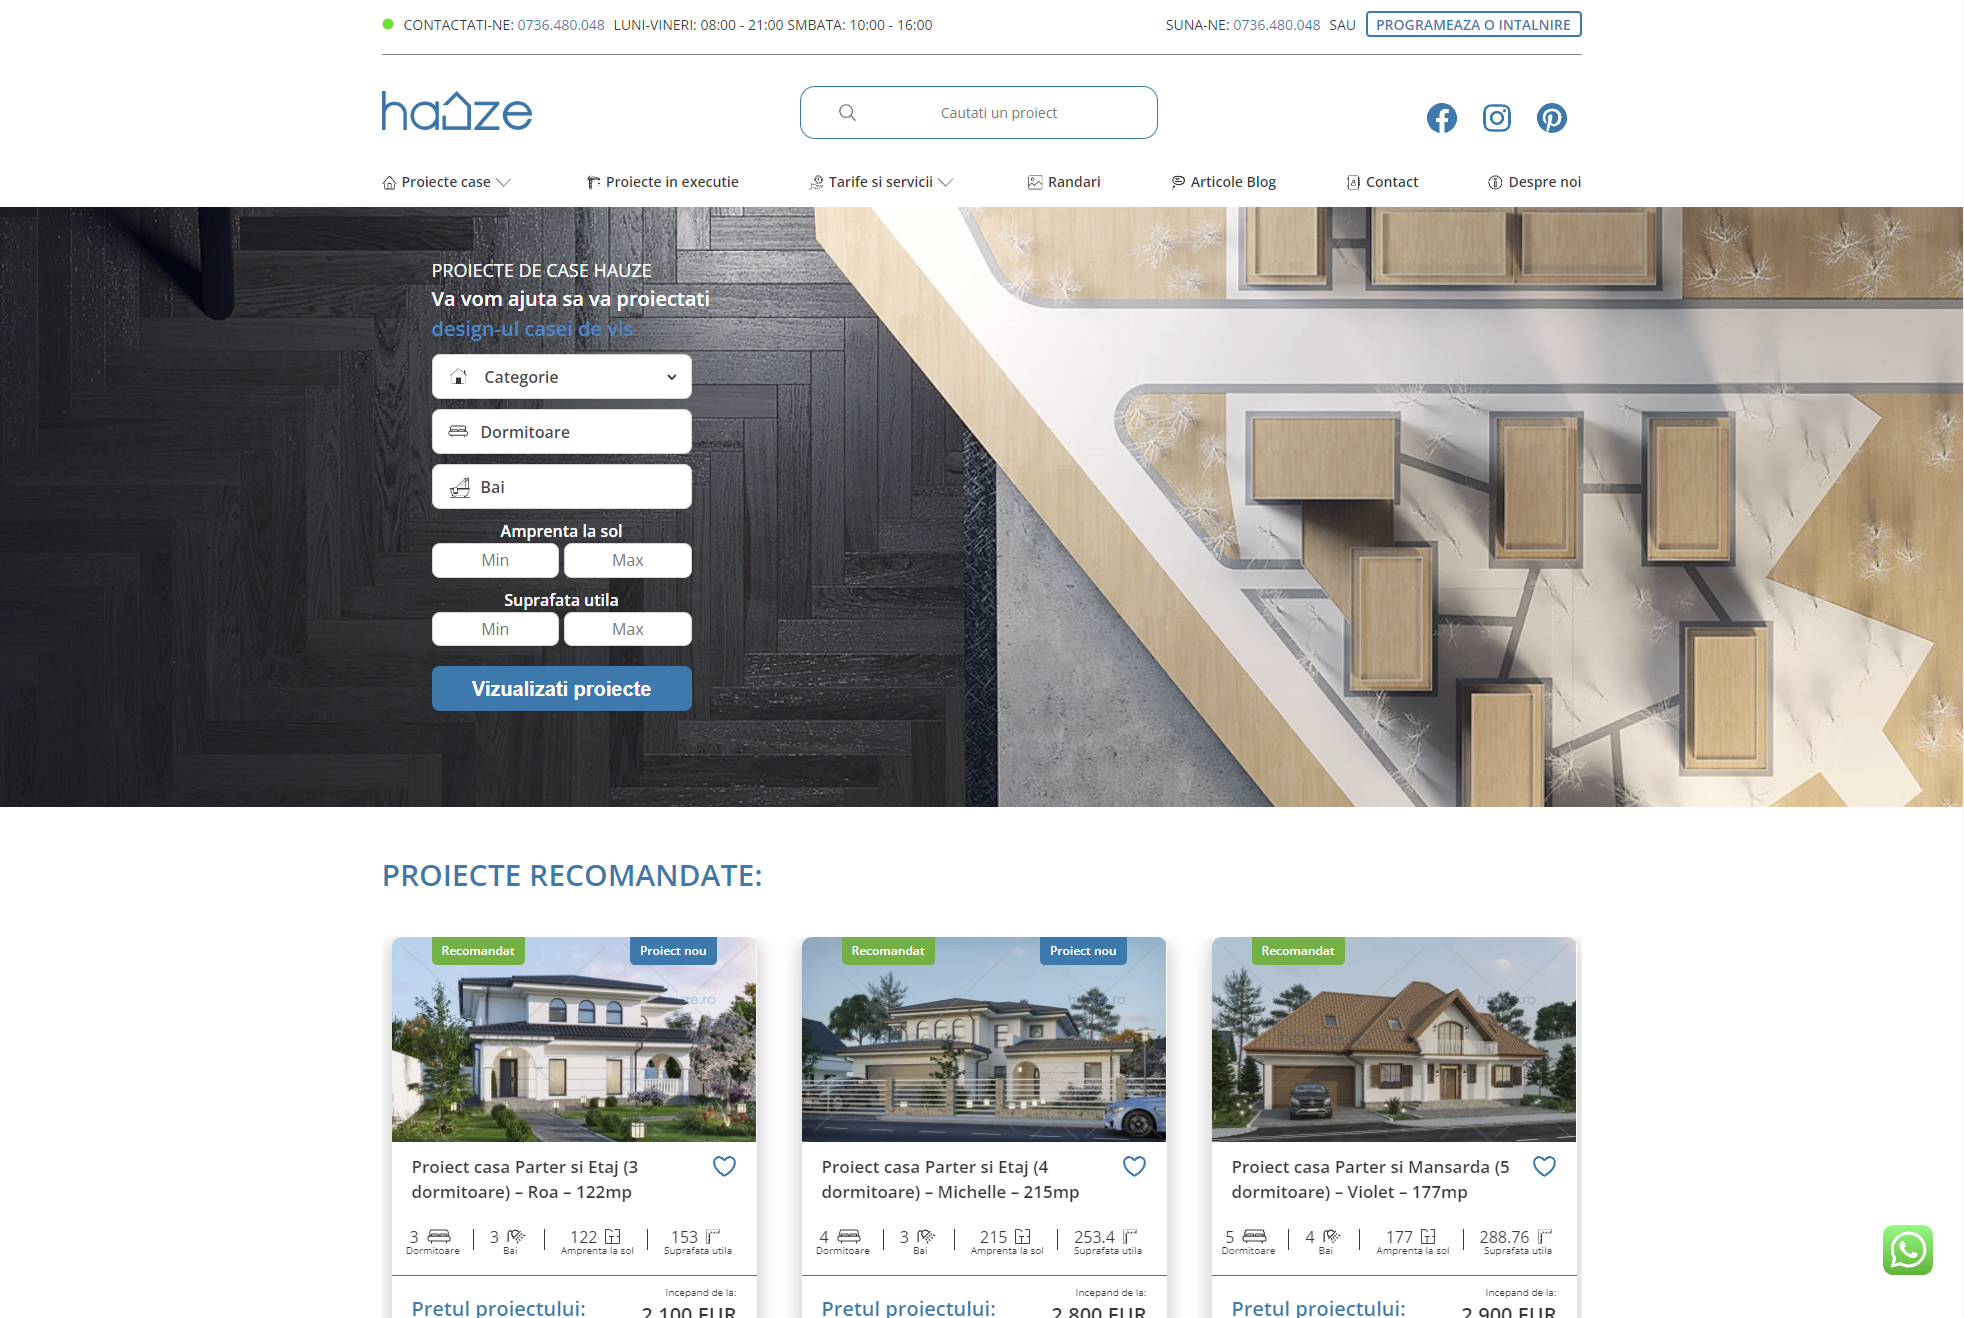 CONTACTATI-NE: 0736.480.048 LUNI-VINERI: 08:00 - 21:00 SMBATA: 10:00 - 16:00
SUNA-NE: 0736.480.048 SAU PROGRAMEAZA O INTALNIRE
hauze
Cautati un proiect
Proiecte case
Proiecte in executie
Tarife si servicii
Randari
Articole Blog
Contact
Despre noi
PROIECTE DE CASE HAUZE
Va vom ajuta sa va proiectati
design-ul casei de vis
Categorie
Dormitoare
Bai
Amprenta la sol
Min Max
Suprafata utila
Min Max
Vizualizati proiecte
PROIECTE RECOMANDATE:
Recomandat Proiect nou
Proiect casa Parter si Etaj (3
dormitoare) – Roa – 122mp
3 3 122 153
Dormitoare Bai Amprenta la sol Suprafata utila
Incepand de la:
Pretul proiectului: 2,100 EUR
Recomandat Proiect nou
hauze.ro
Proiect casa Parter si Etaj (4
dormitoare) – Michelle – 215mp
4 3 215 253.4
Dormitoare Bai Amprenta la sol Suprafata utila
Incepand de la:
Pretul proiectului: 2,800 EUR
Recomandat
hauze.ro
Proiect casa Parter si Mansarda (5
dormitoare) – Violet – 177mp
5 4 177 288.76
Dormitoare Bai Amprenta la sol Suprafata utila
Incepand de la:
Pretul proiectului: 2,900 EUR